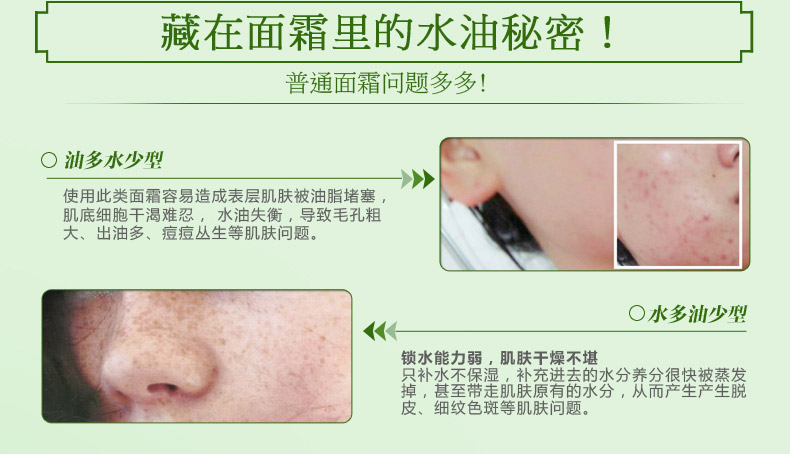 藏在面霜里的水油秘密！
普通面霜问题多多！
油多水少型
使用此类面霜容易造成表层肌肤被油脂堵塞，
肌底细胞干渴难忍，水油失衡，导致毛孔粗
大、出油多、痘痘丛生等肌肤问题。
水多油少型
锁水能力弱，肌肤干燥不堪
只补水不保湿，补充进去的水分养分很快被蒸发
掉，甚至带走肌肤原有的水分，从而产生产生脱
皮、细纹色斑等肌肤问题。